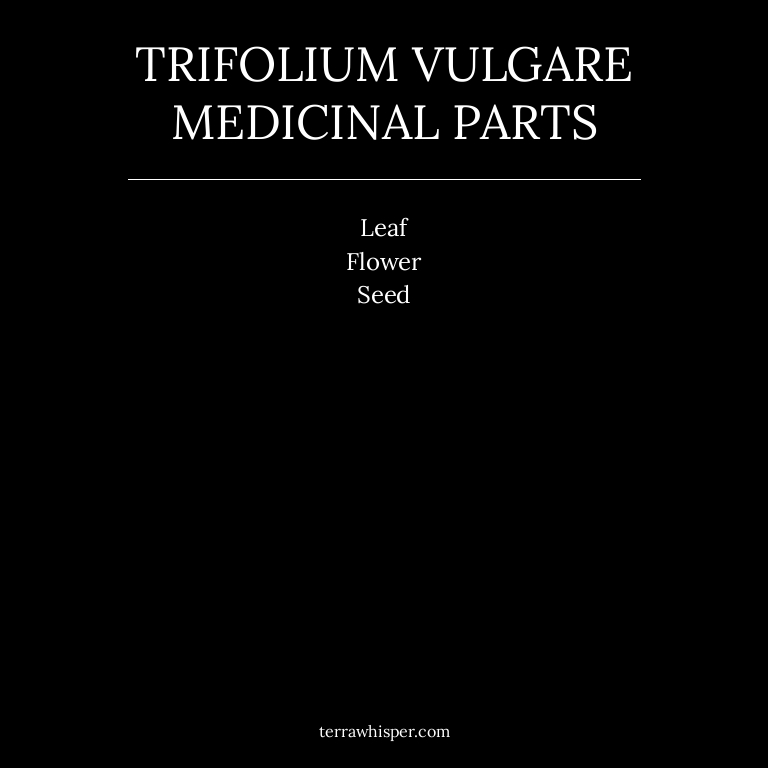 TRIFOLIUM VULGARE
MEDICINAL PARTS
Leaf
Flower
Seed
terrawhisper.com